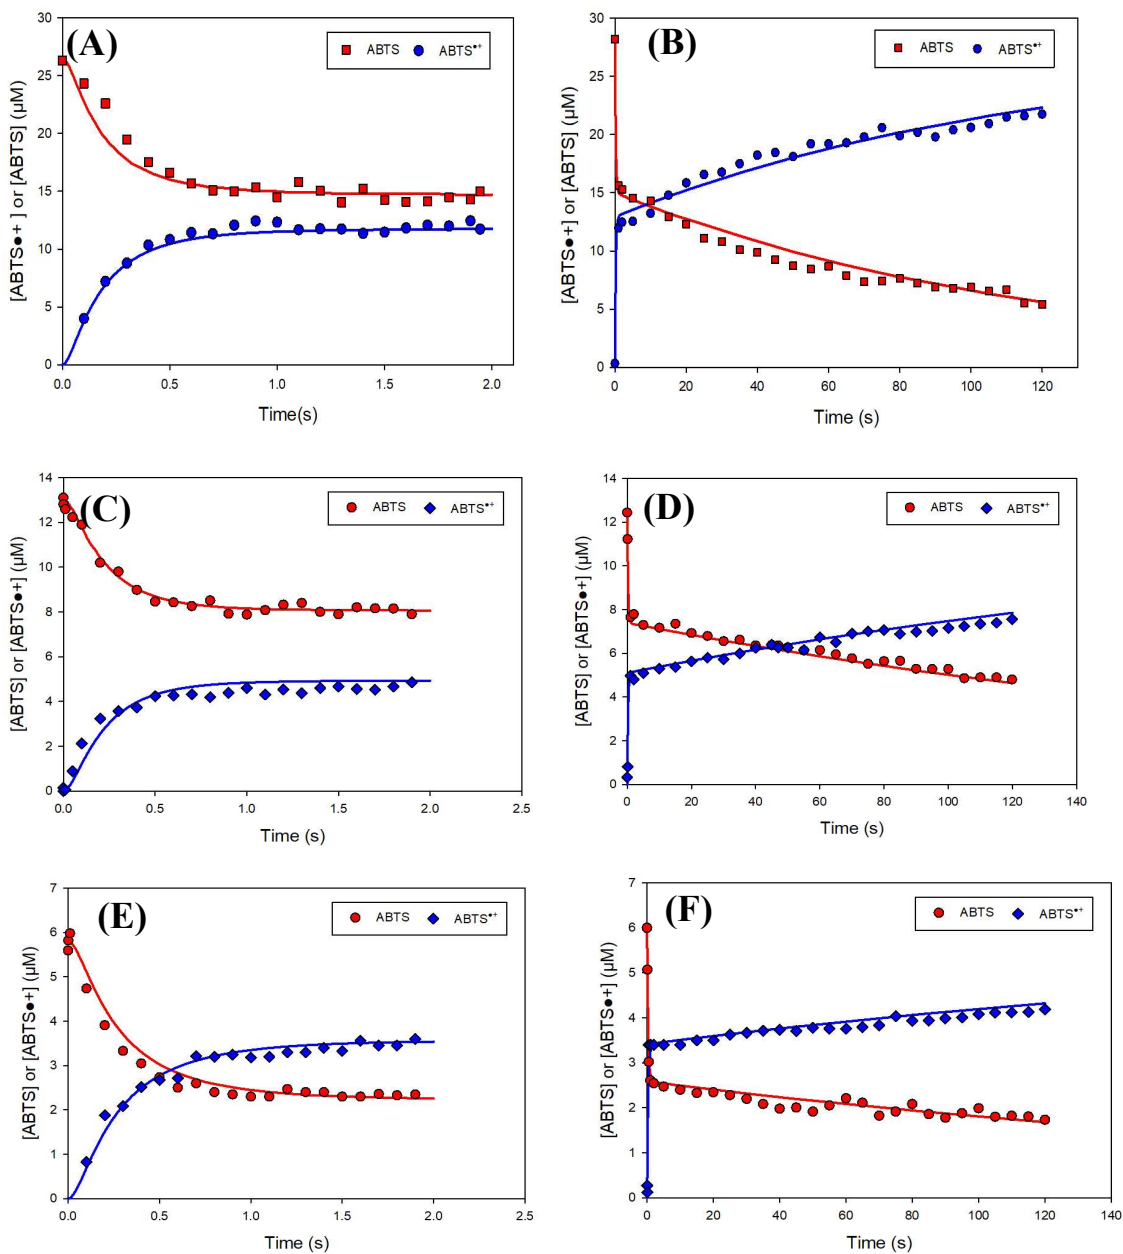 (A)
ABTS ABTS●+
[ABTS●+ ] or [ABTS] (μM)
30
25
20
15
10
5
0
0.0 0.5 1.0 1.5 2.0
Time(s)
(B)
ABTS ABTS●+
[ABTS●+] or [ABTS] (μM)
30
25
20
15
10
5
0
0 20 40 60 80 100 120
Time (s)
(C)
ABTS ABTS●+
[ABTS] or [ABTS●+] (μM)
14
12
10
8
6
4
2
0
0.0 0.5 1.0 1.5 2.0 2.5
Time (s)
(D)
ABTS ABTS●+
[ABTS] or [ABTS●+] (μM)
14
12
10
8
6
4
2
0
0 20 40 60 80 100 120 140
Time (s)
(E)
ABTS ABTS●+
[ABTS] or [ABTS●+] (μM)
7
6
5
4
3
2
1
0
0.0 0.5 1.0 1.5 2.0 2.5
Time (s)
(F)
ABTS ABTS●+
[ABTS] or [ABTS●+] (μM)
7
6
5
4
3
2
1
0
0 20 40 60 80 100 120 140
Time (s)